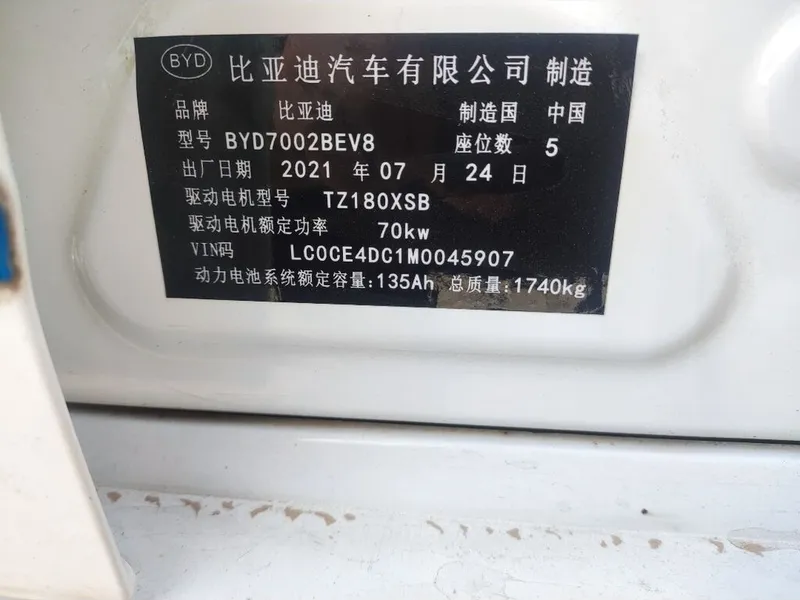 BYD 比亚迪汽车有限公司 制造
品牌 比亚迪 制造国 中国
型号 BYD7002BEV8 座位数 5
出厂日期 2021 年 07 月 24 日
驱动电机型号 TZ180XSB
驱动电机额定功率 70kw
VIN码 LC0CE4DC1M0045907
动力电池系统额定容量:135Ah 总质量:1740kg